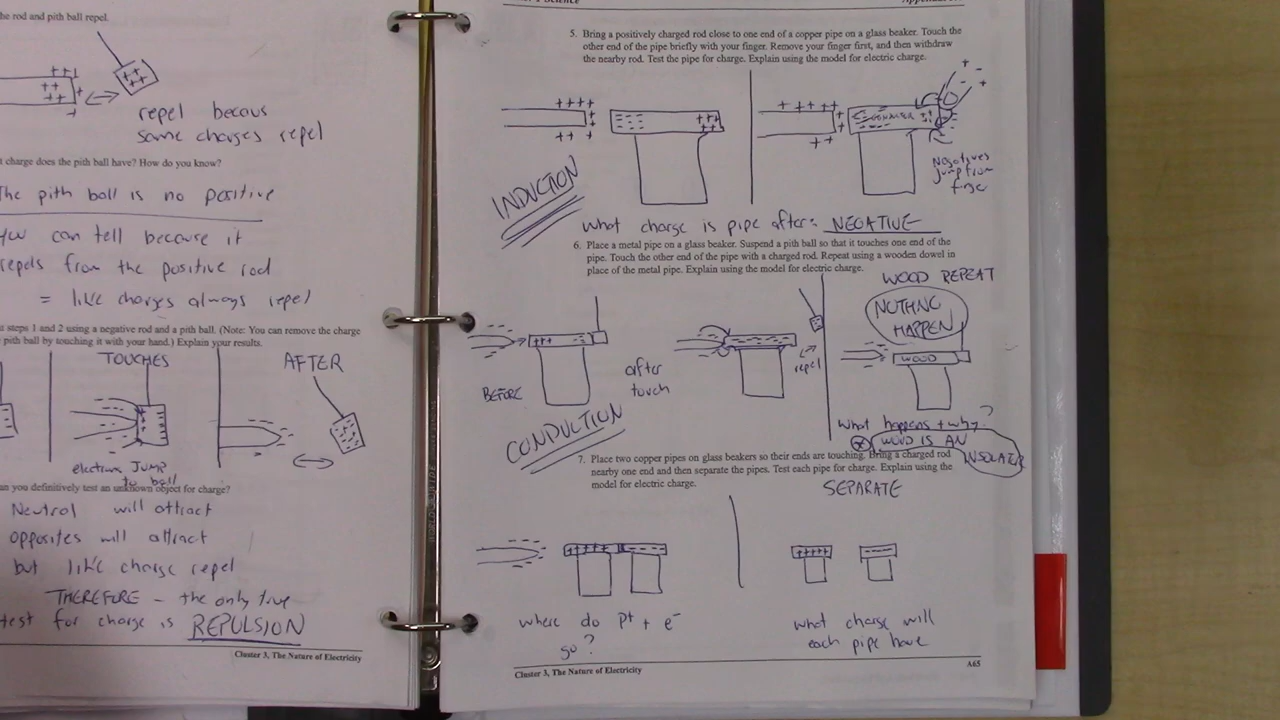 he rod and pith ball repel.
repel becaus
same charges repel
t charge does the pith ball have? How do you know?
The pith ball is no positive
you can tell because it
repels from the positive rod
= like charges always repel
s steps 1 and 2 using a negative rod and a pith ball. (Note: You can remove the charge
pith ball by touching it with your hand.) Explain your results.
TOUCHES
AFTER
electrons JUMP
to ball
an you definitively test an unknown object for charge?
Neutral will attract
opposites will attract
but like charge repel
THEREFORE - the only true
test for charge is REPULSION
Cluster 3, The Nature of Electricity
5. Bring a positively charged rod close to one end of a copper pipe on a glass beaker. Touch the
other end of the pipe briefly with your finger. Remove your finger first, and then withdraw
the nearby rod. Test the pipe for charge. Explain using the model for electric charge.
INDUCTION
Negatives
jump from
What charge is pipe after: NEGATIVE
6. Place a metal pipe on a glass beaker. Suspend a pith ball so that it touches one end of the
pipe. Touch the other end of the pipe with a charged rod. Repeat using a wooden dowel in
place of the metal pipe. Explain using the model for electric charge.
WOOD REPEAT
NOTHING
HAPPEN
BEFORE
after
touch
repel
WOOD
CONDUCTION
What happens + why?
WOOD IS AN
INSOLATER
7. Place two copper pipes on glass beakers so their ends are touching. Bring a charged rod
nearby one end and then separate the pipes. Test each pipe for charge. Explain using the
model for electric charge.
SEPARATE
where do p+ + e-
go?
what charge will
each pipe have
Cluster 3, The Nature of Electricity
A65